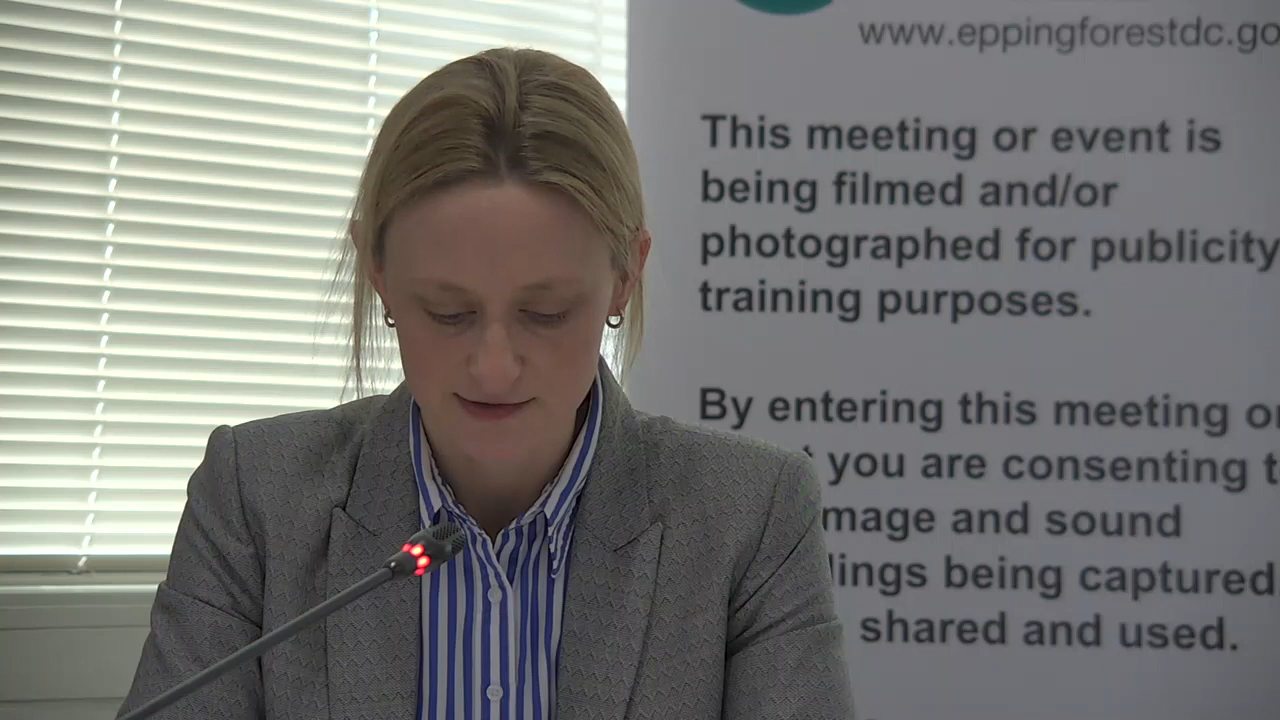 www.eppingforestdc.go
This meeting or event is
being filmed and/or
photographed for publicity
training purposes.
By entering this meeting o
you are consenting t
mage and sound
lings being captured
shared and used.